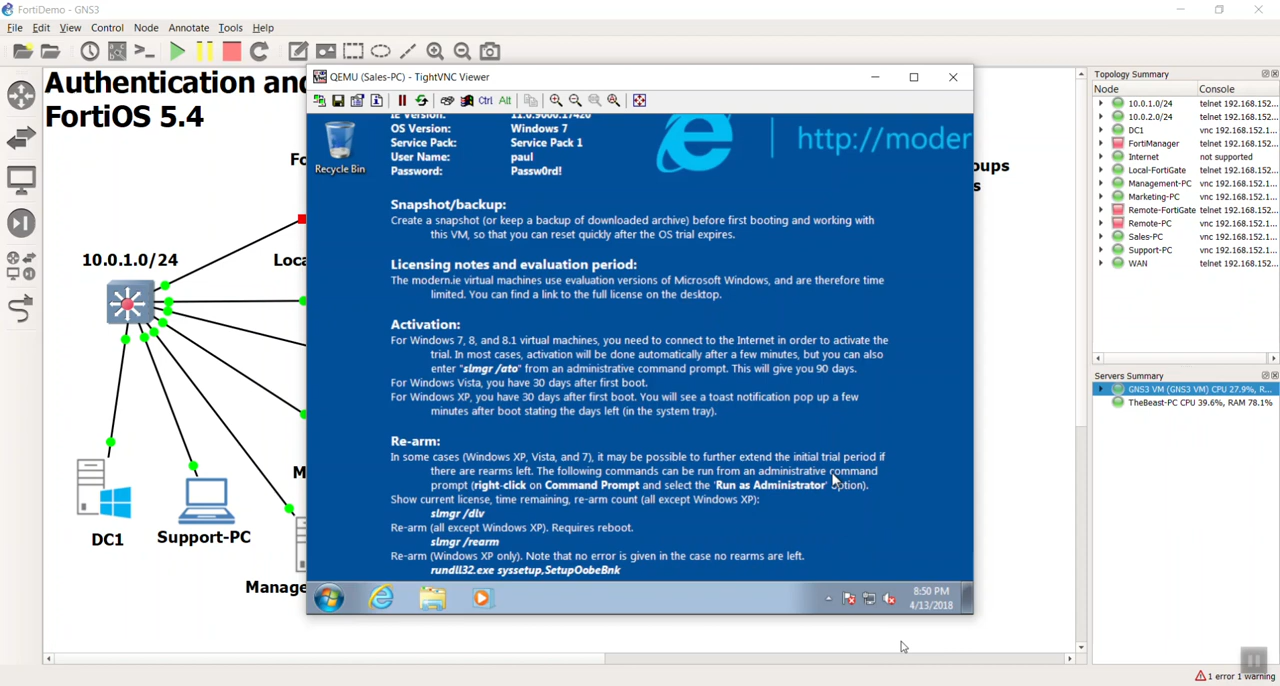 FortiDemo - GNS3
File Edit View Control Node Annotate Tools Help
Authentication and
FortiOS 5.4
10.0.1.0/24
DC1
Support-PC
QEMU (Sales-PC) - TightVNC Viewer
Ctrl Alt
Recycle Bin
OS Version: Windows 7
Service Pack: Service Pack 1
User Name: paul
Password: Passw0rd!
http://moder
Snapshot/backup:
Create a snapshot (or keep a backup of downloaded archive) before first booting and working with
this VM, so that you can reset quickly after the OS trial expires.
Licensing notes and evaluation period:
The modern.ie virtual machines use evaluation versions of Microsoft Windows, and are therefore time
limited. You can find a link to the full license on the desktop.
Activation:
For Windows 7, 8, and 8.1 virtual machines, you need to connect to the Internet in order to activate the
trial. In most cases, activation will be done automatically after a few minutes, but you can also
enter "slmgr /ato" from an administrative command prompt. This will give you 90 days.
For Windows Vista, you have 30 days after first boot.
For Windows XP, you have 30 days after first boot. You will see a toast notification pop up a few
minutes after boot stating the days left (in the system tray).
Re-arm:
In some cases (Windows XP, Vista, and 7), it may be possible to further extend the initial trial period if
there are rearms left. The following commands can be run from an administrative command
prompt (right-click on Command Prompt and select the 'Run as Administrator' option).
Show current license, time remaining, re-arm count (all except Windows XP):
slmgr /dlv
Re-arm (all except Windows XP). Requires reboot.
slmgr /rearm
Re-arm (Windows XP only). Note that no error is given in the case no rearms are left.
rundll32.exe syssetup,SetupOobeBnk
8:50 PM
4/13/2018
Topology Summary
Node Console
10.0.1.0/24 telnet 192.168.152...
10.0.2.0/24 telnet 192.168.152...
DC1 vnc 192.168.152.1...
FortiManager telnet 192.168.152...
Internet not supported
Local-FortiGate telnet 192.168.152...
Management-PC vnc 192.168.152.1...
Marketing-PC vnc 192.168.152.1...
Remote-FortiGate telnet 192.168.152...
Remote-PC vnc 192.168.152.1...
Sales-PC vnc 192.168.152.1...
Support-PC vnc 192.168.152.1...
WAN telnet 192.168.152...
Servers Summary
GNS3 VM (GNS3 VM) CPU 27.9%, R...
TheBeast-PC CPU 39.6%, RAM 78.1%
1 error 1 warning